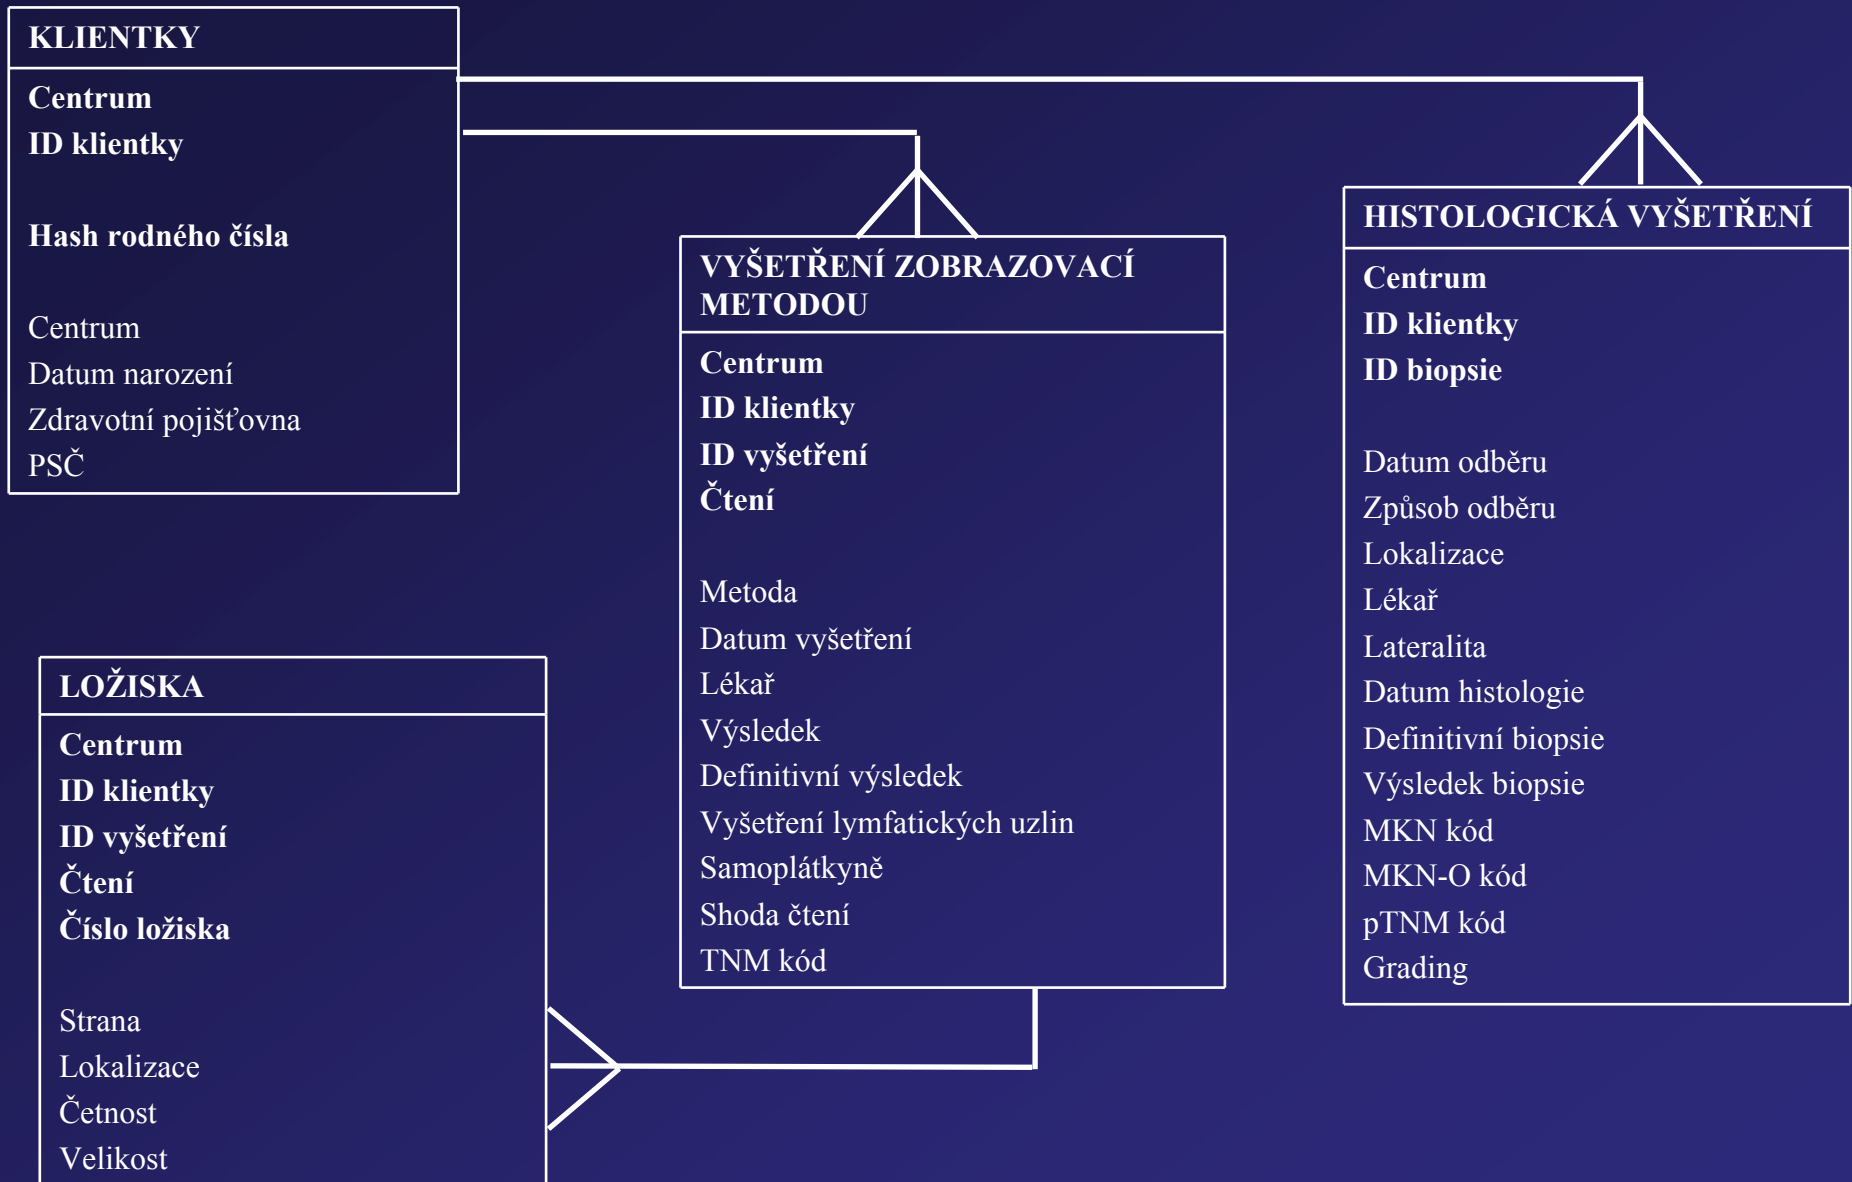 KLIENTKY
Centrum
ID klientky
Hash rodného čísla
Centrum
Datum narození
Zdravotní pojišťovna
PSČ
VYŠETŘENÍ ZOBRAZOVACÍ
METODOU
Centrum
ID klientky
ID vyšetření
Čtení
Metoda
Datum vyšetření
Lékař
Výsledek
Definitivní výsledek
Vyšetření lymfatických uzlin
Samoplátkyně
Shoda čtení
TNM kód
HISTOLOGICKÁ VYŠETŘENÍ
Centrum
ID klientky
ID biopsie
Datum odběru
Způsob odběru
Lokalizace
Lékař
Lateralita
Datum histologie
Definitivní biopsie
Výsledek biopsie
MKN kód
MKN-O kód
pTNM kód
Grading
LOŽISKA
Centrum
ID klientky
ID vyšetření
Čtení
Číslo ložiska
Strana
Lokalizace
Četnost
Velikost